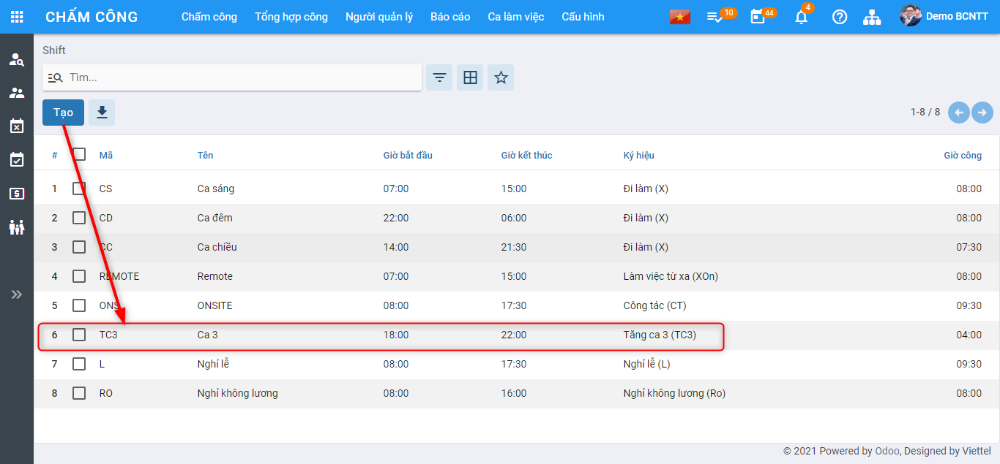 CHẤM CÔNG Chấm công Tổng hợp công Người quản lý Báo cáo Ca làm việc Cấu hình 10 44 4 Demo BCNTT
Shift
Tìm...
Tạo 1-8 / 8
# Mã Tên Giờ bắt đầu Giờ kết thúc Ký hiệu Giờ công
1 CS Ca sáng 07:00 15:00 Đi làm (X) 08:00
2 CD Ca đêm 22:00 06:00 Đi làm (X) 08:00
3 CC Ca chiều 14:00 21:30 Đi làm (X) 07:30
4 REMOTE Remote 07:00 15:00 Làm việc từ xa (XOn) 08:00
5 ONS ONSITE 08:00 17:30 Công tác (CT) 09:30
6 TC3 Ca 3 18:00 22:00 Tăng ca 3 (TC3) 04:00
7 L Nghỉ lễ 08:00 17:30 Nghỉ lễ (L) 09:30
8 RO Nghỉ không lương 08:00 16:00 Nghỉ không lương (Ro) 08:00
© 2021 Powered by Odoo, Designed by Viettel